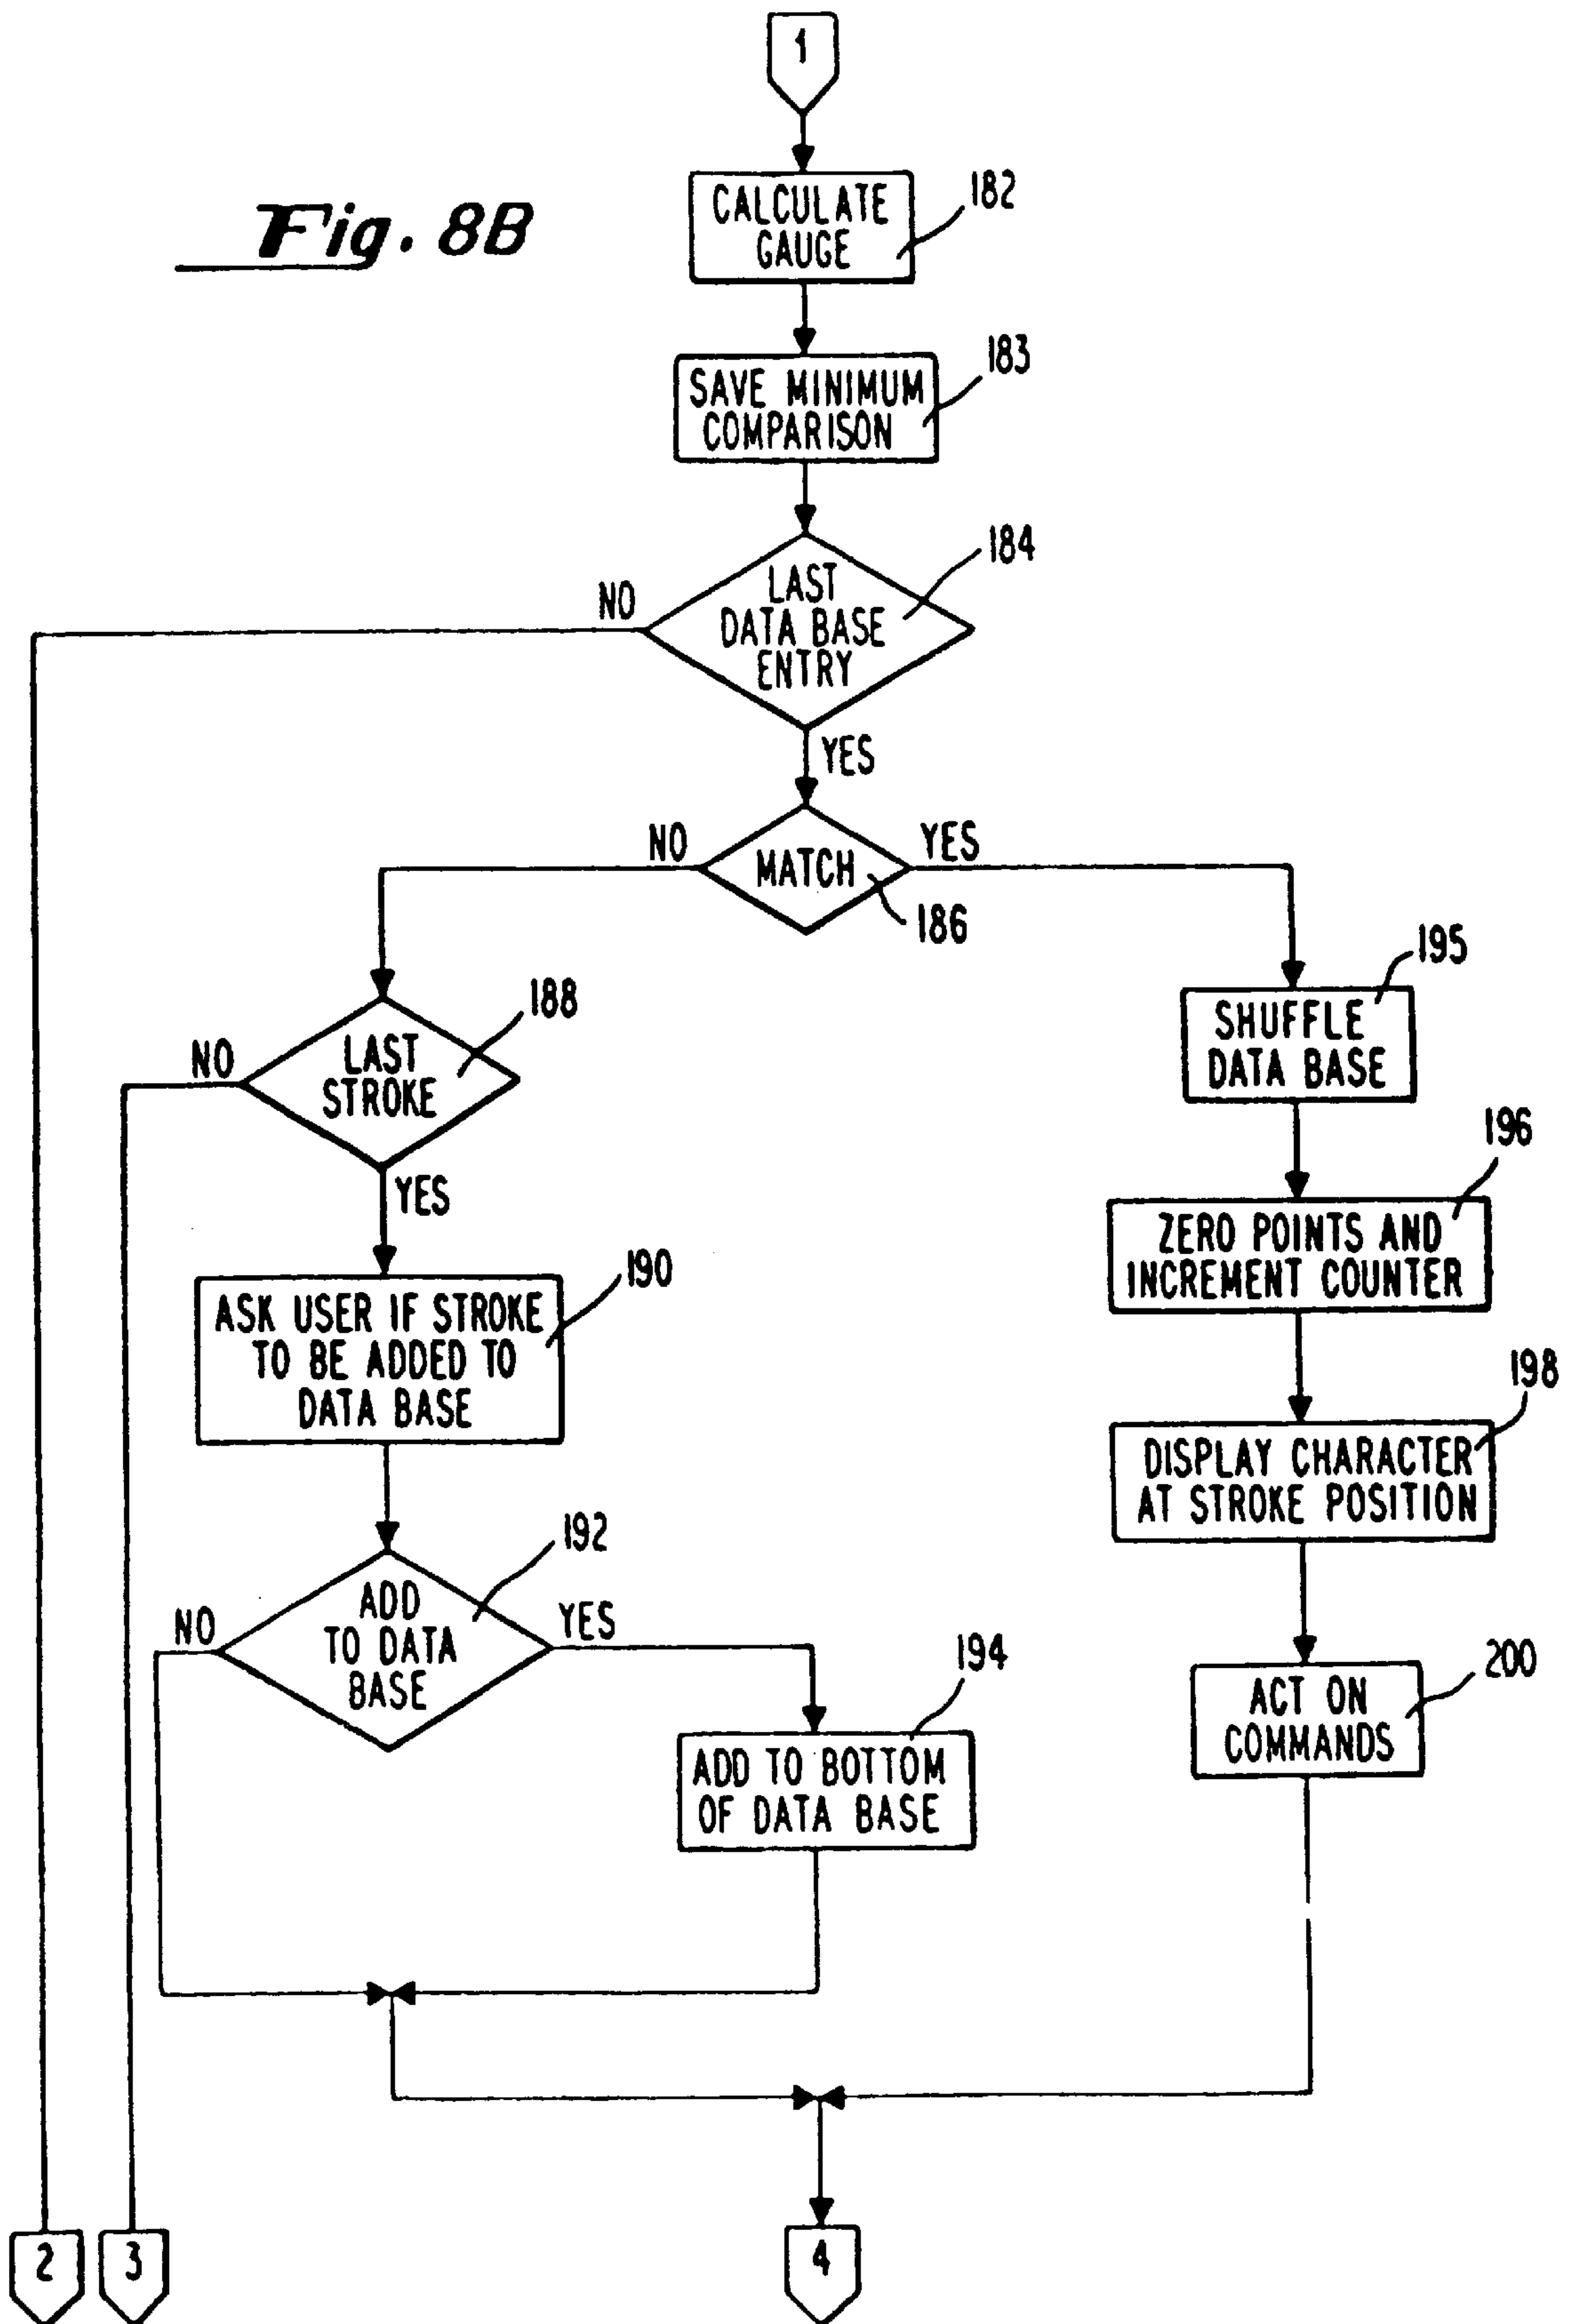 1
Fig. 8B
182
CALCULATE
GAUGE
183
SAVE MINIMUM
COMPARISON
184
LAST
DATA BASE
ENTRY
NO
YES
NO
MATCH
YES
186
188
LAST
STROKE
NO
YES
195
SHUFFLE
DATA BASE
196
ZERO POINTS AND
INCREMENT COUNTER
190
ASK USER IF STROKE
TO BE ADDED TO
DATA BASE
198
DISPLAY CHARACTER
AT STROKE POSITION
192
ADD
TO DATA
BASE
NO
YES
194
ADD TO BOTTOM
OF DATA BASE
200
ACT ON
COMMANDS
2
3
4